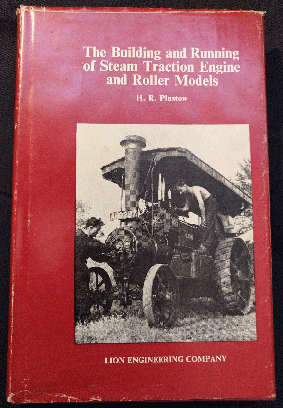 The Building and Running
of Steam Traction Engine
and Roller Models
H. R. Plastow
LION ENGINEERING COMPANY